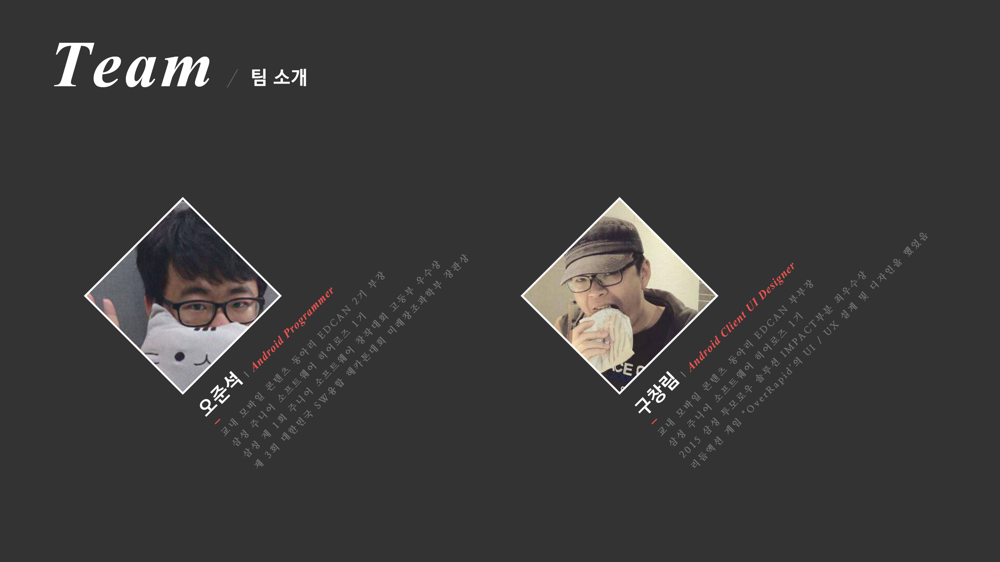 Team / 팀 소개
오준석 | Android Programmer
교내 모바일 콘텐츠 동아리 EDCAN 2기 부장
삼성 주니어 소프트웨어 히어로즈 1기
삼성 제 1회 주니어 소프트웨어 창작대회 고등부 우수상
제 3회 대한민국 SW융합 해카톤대회 미래창조과학부 장관상
구창림 | Android Client UI Designer
교내 모바일 콘텐츠 동아리 EDCAN 부부장
삼성 주니어 소프트웨어 히어로즈 1기
2015 삼성 투모로우 솔루션 IMPACT부분 최우수상
리듬액션 게임 "OverRapid'의 UI / UX 설계 및 디자인을 했었음